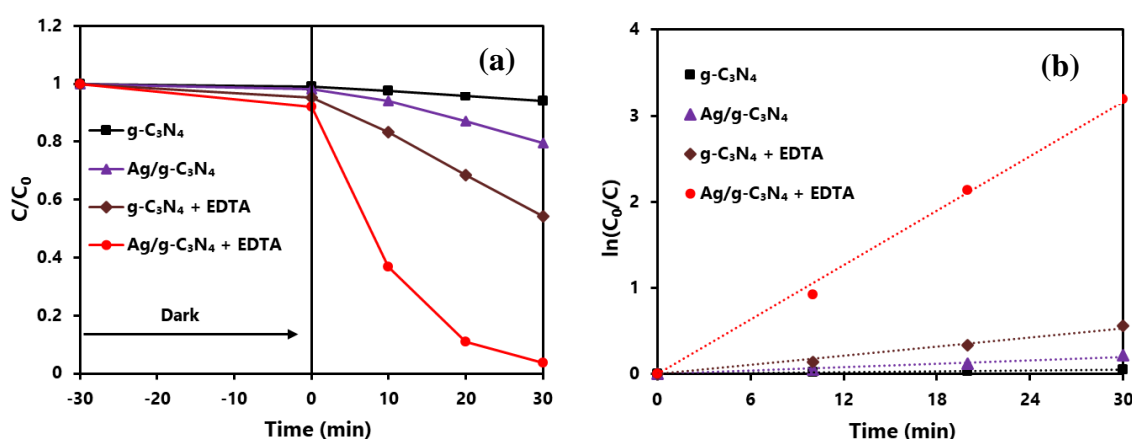 (a)
C/C₀
1
0.8
0.6
0.4
0.2
0
g-C₃N₄
Ag/g-C₃N₄
g-C₃N₄ + EDTA
Ag/g-C₃N₄ + EDTA
Dark
-30 -20 -10 0 10 20 30
Time (min)
(b)
ln(C₀/C)
4
3
2
1
0
g-C₃N₄
Ag/g-C₃N₄
g-C₃N₄ + EDTA
Ag/g-C₃N₄ + EDTA
0 6 12 18 24 30
Time (min)